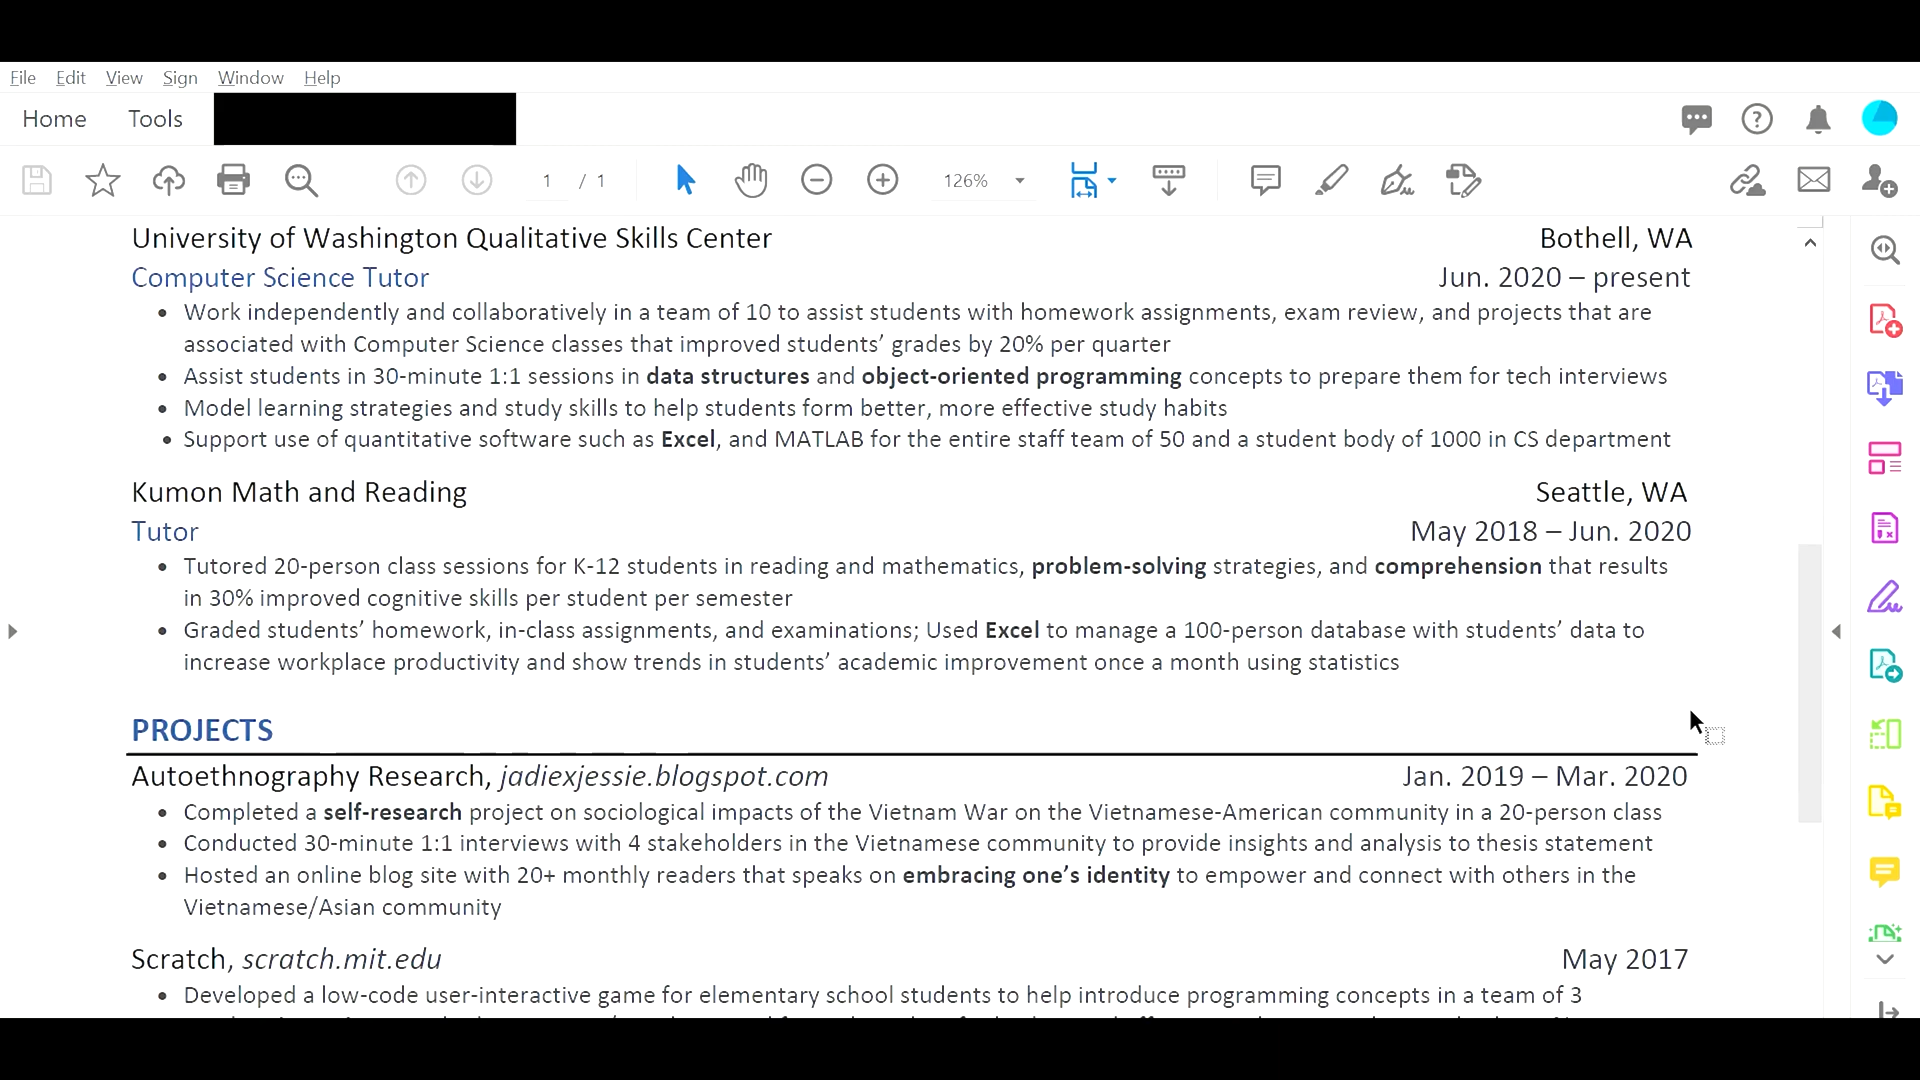 File Edit View Sign Window Help
Home Tools
1 / 1 126%
University of Washington Qualitative Skills Center Bothell, WA
Computer Science Tutor Jun. 2020 – present
• Work independently and collaboratively in a team of 10 to assist students with homework assignments, exam review, and projects that are
associated with Computer Science classes that improved students’ grades by 20% per quarter
• Assist students in 30-minute 1:1 sessions in data structures and object-oriented programming concepts to prepare them for tech interviews
• Model learning strategies and study skills to help students form better, more effective study habits
• Support use of quantitative software such as Excel, and MATLAB for the entire staff team of 50 and a student body of 1000 in CS department
Kumon Math and Reading Seattle, WA
Tutor May 2018 – Jun. 2020
• Tutored 20-person class sessions for K-12 students in reading and mathematics, problem-solving strategies, and comprehension that results
in 30% improved cognitive skills per student per semester
• Graded students’ homework, in-class assignments, and examinations; Used Excel to manage a 100-person database with students’ data to
increase workplace productivity and show trends in students’ academic improvement once a month using statistics
PROJECTS
Autoethnography Research, jadiexjessie.blogspot.com Jan. 2019 – Mar. 2020
• Completed a self-research project on sociological impacts of the Vietnam War on the Vietnamese-American community in a 20-person class
• Conducted 30-minute 1:1 interviews with 4 stakeholders in the Vietnamese community to provide insights and analysis to thesis statement
• Hosted an online blog site with 20+ monthly readers that speaks on embracing one’s identity to empower and connect with others in the
Vietnamese/Asian community
Scratch, scratch.mit.edu May 2017
• Developed a low-code user-interactive game for elementary school students to help introduce programming concepts in a team of 3